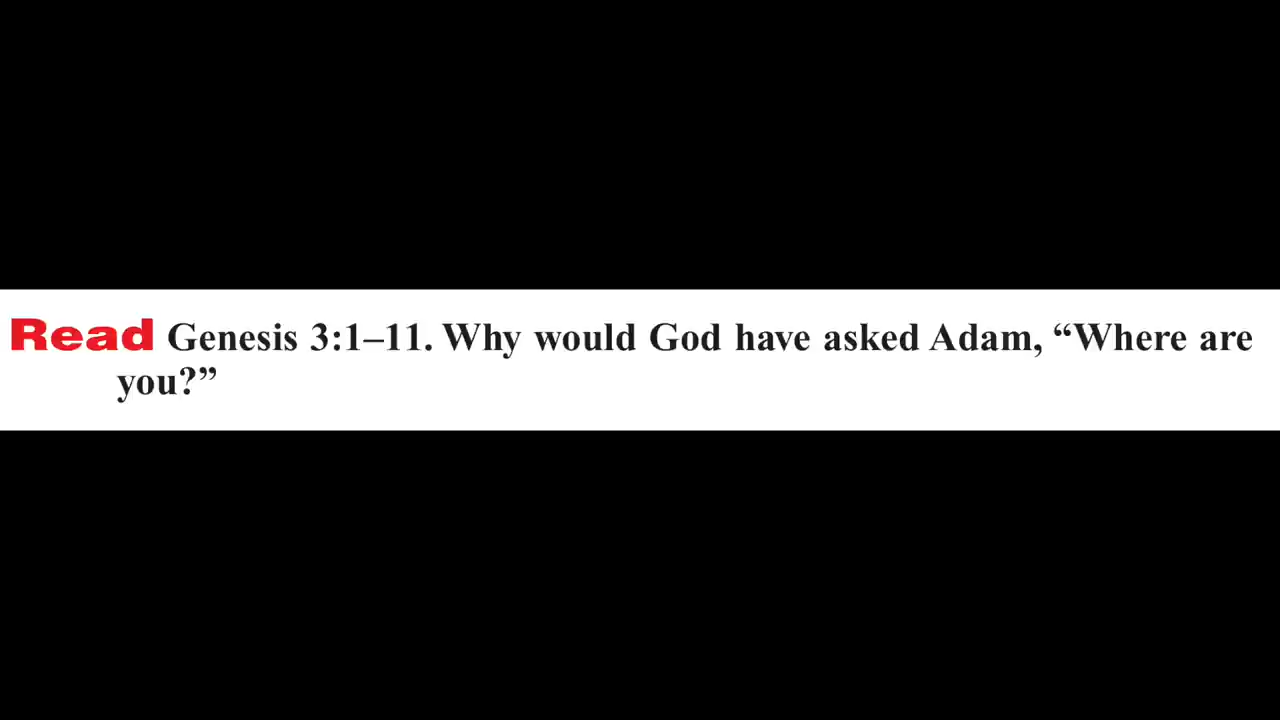 Read Genesis 3:1–11. Why would God have asked Adam, “Where are
you?”